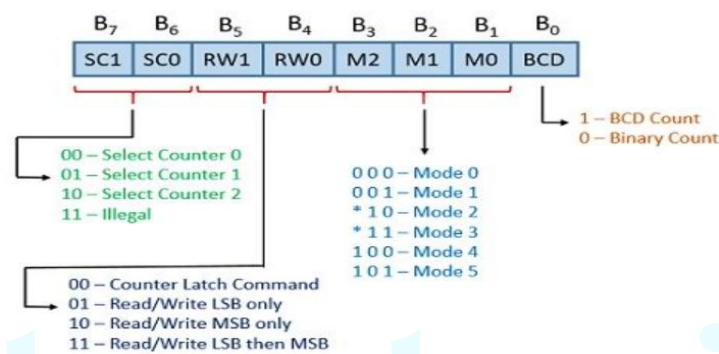 B7 B6 B5 B4 B3 B2 B1 B0
SC1 SC0 RW1 RW0 M2 M1 M0 BCD
1 – BCD Count
0 – Binary Count
00 – Select Counter 0
01 – Select Counter 1
10 – Select Counter 2
11 – Illegal
0 0 0 – Mode 0
0 0 1 – Mode 1
* 1 0 – Mode 2
* 1 1 – Mode 3
1 0 0 – Mode 4
1 0 1 – Mode 5
00 – Counter Latch Command
01 – Read/Write LSB only
10 – Read/Write MSB only
11 – Read/Write LSB then MSB